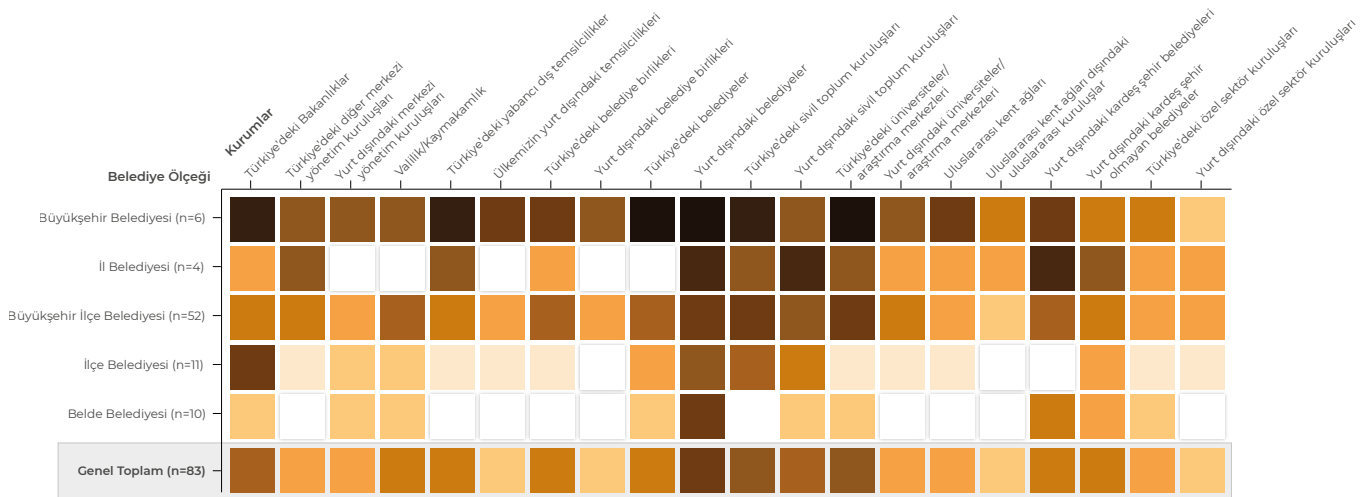 Kurumlar
Türkiye'deki Bakanlıklar
Türkiye'deki diğer merkezi
yönetim kuruluşları
Yurt dışındaki merkezi
yönetim kuruluşları
Valilik/Kaymakamlık
Türkiye'deki yabancı dış temsilcilikler
Ülkemizin yurt dışındaki temsilcilikleri
Türkiye'deki belediye birlikleri
Yurt dışındaki belediye birlikleri
Türkiye'deki belediyeler
Yurt dışındaki belediyeler
Türkiye'deki sivil toplum kuruluşları
Yurt dışındaki sivil toplum kuruluşları
Türkiye'deki üniversiteler/
araştırma merkezleri
Yurt dışındaki üniversiteler/
araştırma merkezleri
Uluslararası kent ağları
Uluslararası kent ağları dışındaki
uluslararası kuruluşlar
Yurt dışındaki kardeş şehir belediyeleri
Yurt dışındaki kardeş şehir
olmayan belediyeler
Türkiye'deki özel sektör kuruluşları
Yurt dışındaki özel sektör kuruluşları
Belediye Ölçeği
Büyükşehir Belediyesi (n=6)
İl Belediyesi (n=4)
Büyükşehir İlçe Belediyesi (n=52)
İlçe Belediyesi (n=11)
Belde Belediyesi (n=10)
Genel Toplam (n=83)